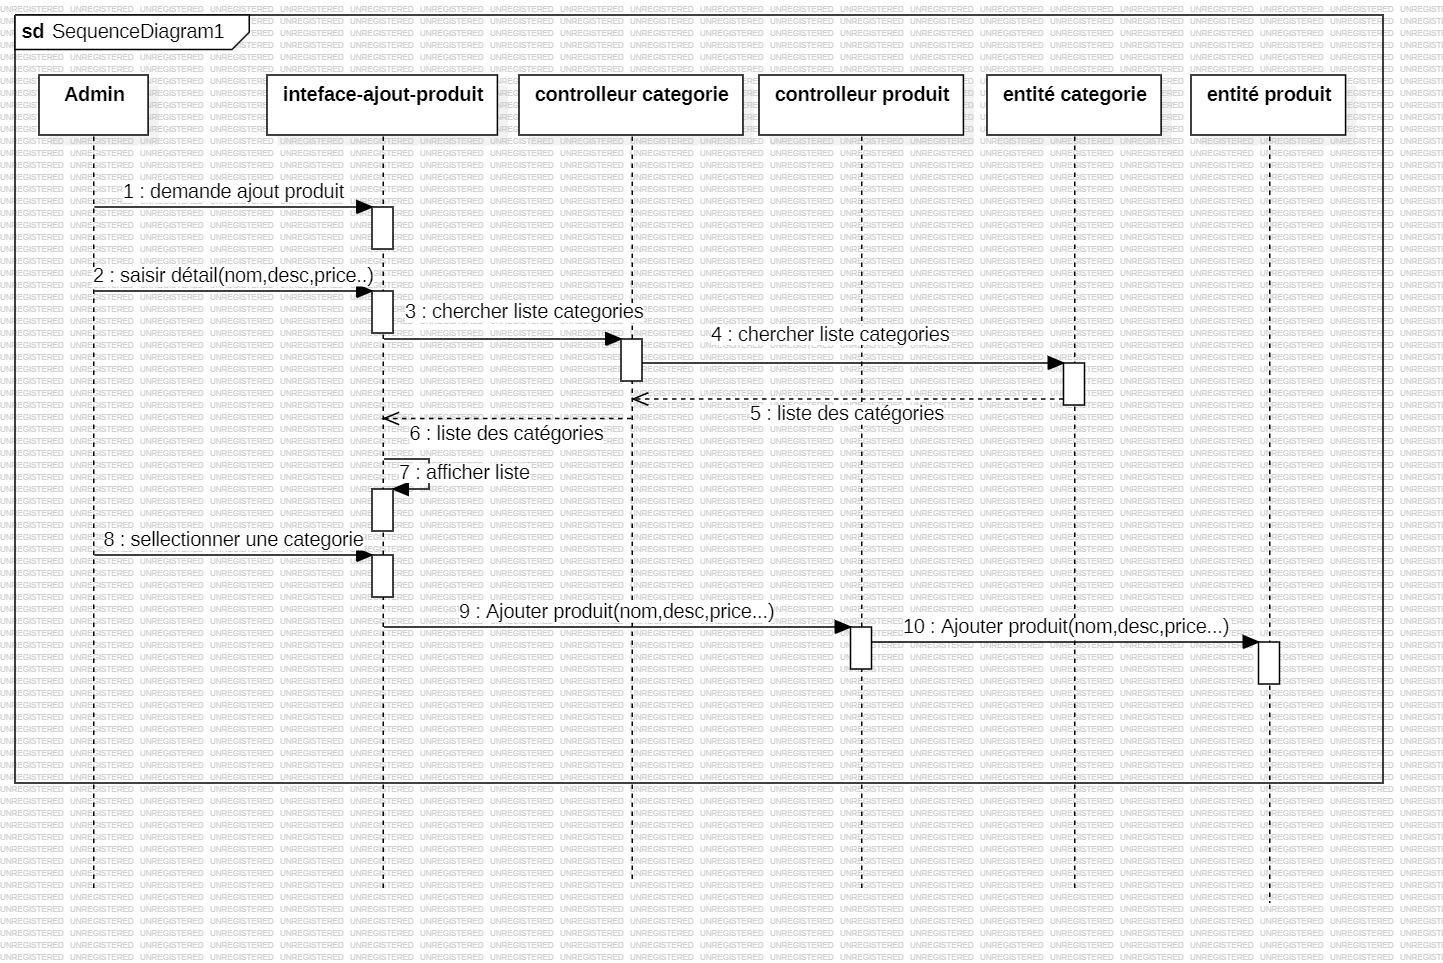 sd SequenceDiagram1
Admin
inteface-ajout-produit
controlleur categorie
controlleur produit
entité categorie
entité produit
1 : demande ajout produit
2 : saisir détail(nom,desc,price..)
3 : chercher liste categories
4 : chercher liste categories
5 : liste des catégories
6 : liste des catégories
7 : afficher liste
8 : sellectionner une categorie
9 : Ajouter produit(nom,desc,price...)
10 : Ajouter produit(nom,desc,price...)
UNREGISTERED